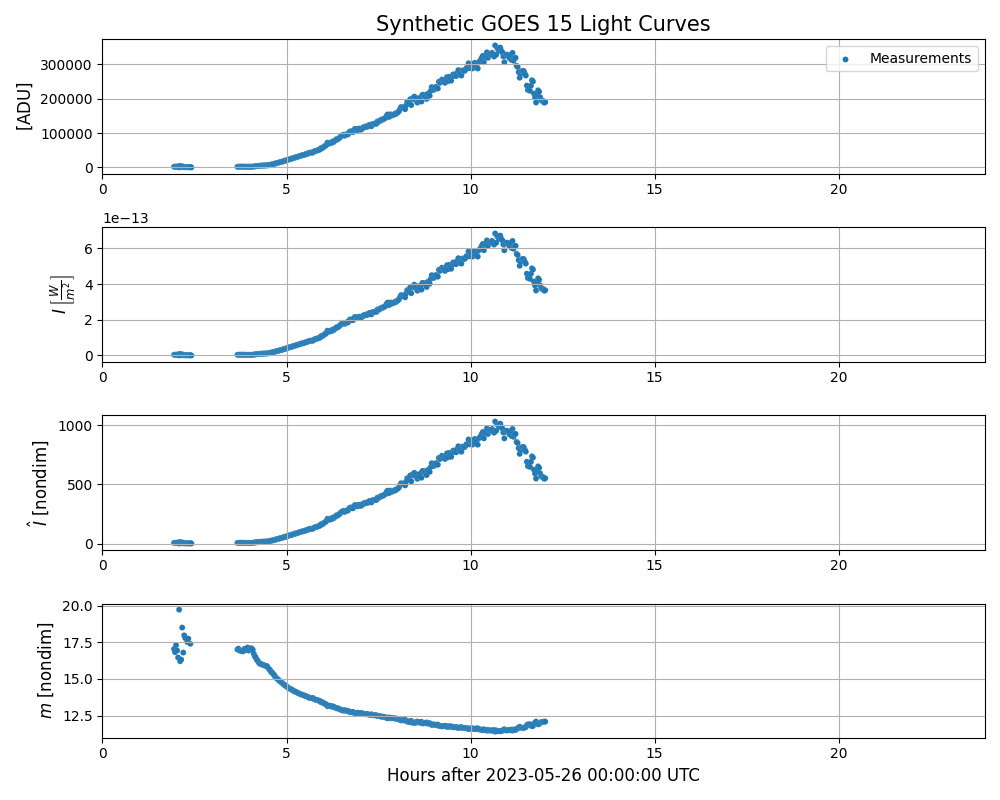 Synthetic GOES 15 Light Curves
[ADU]
300000
200000
100000
0
Measurements
0 5 10 15 20
1e−13
I [W/m²]
6
4
2
0
0 5 10 15 20
Î [nondim]
1000
500
0
0 5 10 15 20
m [nondim]
20.0
17.5
15.0
12.5
0 5 10 15 20
Hours after 2023-05-26 00:00:00 UTC